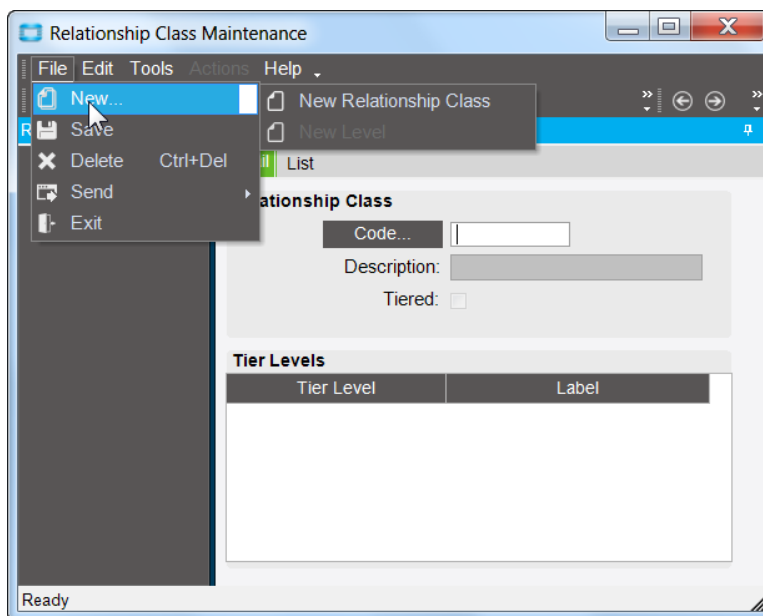 Relationship Class Maintenance
File Edit Tools Actions Help
New...
New Relationship Class
Save
New Level
Delete Ctrl+Del
List
Send
Exit
ationship Class
Code...
Description:
Tiered:
Tier Levels
Tier Level Label
Ready